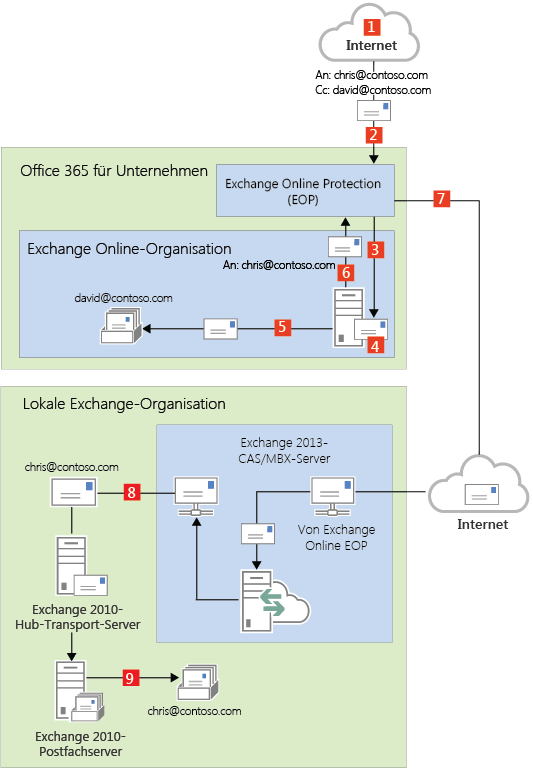 1
Internet
An: chris@contoso.com
Cc: david@contoso.com
2
Office 365 für Unternehmen
Exchange Online Protection
(EOP)
7
Exchange Online-Organisation
3
An: chris@contoso.com
6
david@contoso.com
5
4
Lokale Exchange-Organisation
Exchange 2013-
CAS/MBX-Server
chris@contoso.com
8
Von Exchange
Online EOP
Internet
Exchange 2010-
Hub-Transport-Server
9
chris@contoso.com
Exchange 2010-
Postfachserver